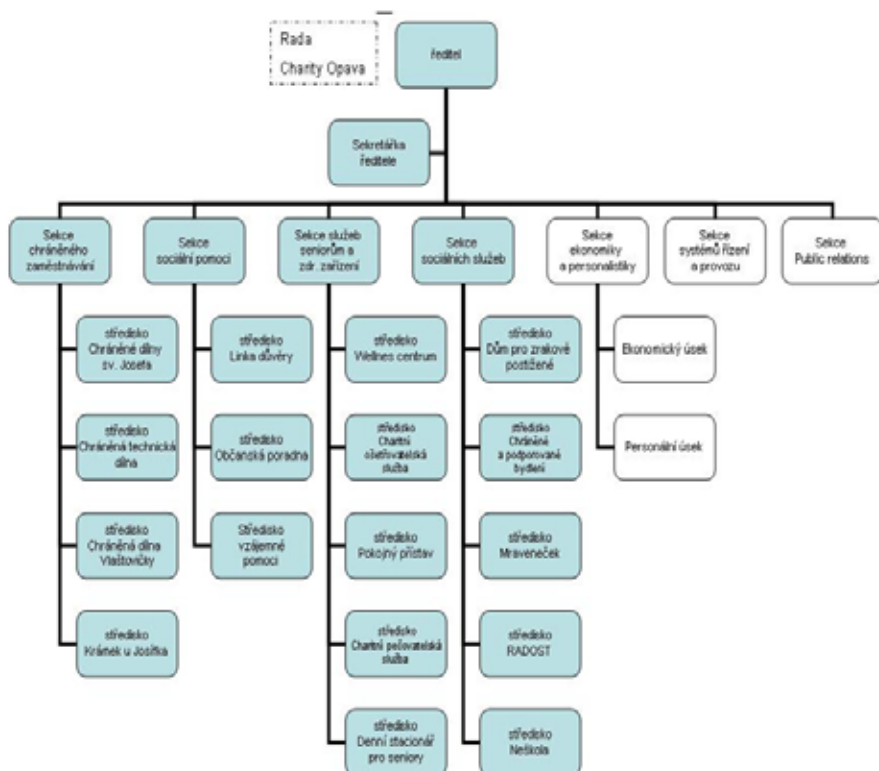 Rada
Charity Opava
ředitel
Sekretářka
ředitele
Sekce
chráněného
zaměstnávání
Sekce
sociální pomoci
Sekce služeb
seniorům a
zdr. zařízení
Sekce
sociálních služeb
Sekce
ekonomiky
a personalistiky
Sekce
systémů řízení
a provozu
Sekce
Public relations
středisko
Chráněné dílny
sv. Josefa
středisko
Linka důvěry
středisko
Wellnes centrum
středisko
Dům pro zrakově
postižené
Ekonomický úsek
středisko
Chráněná technická
dílna
středisko
Občanská poradna
středisko
Charitní
ošetřovatelská
služba
středisko
Chráněné
a podporované
bydlení
Personální úsek
středisko
Chráněná dílna
Vlaštovičky
Středisko
vzájemné
pomoci
středisko
Pokojný přístav
středisko
Mraveneček
středisko
Krámek u Josífka
středisko
Charitní pečovatelská
služba
středisko
RADOST
středisko
Denní stacionář
pro seniory
středisko
Neškola